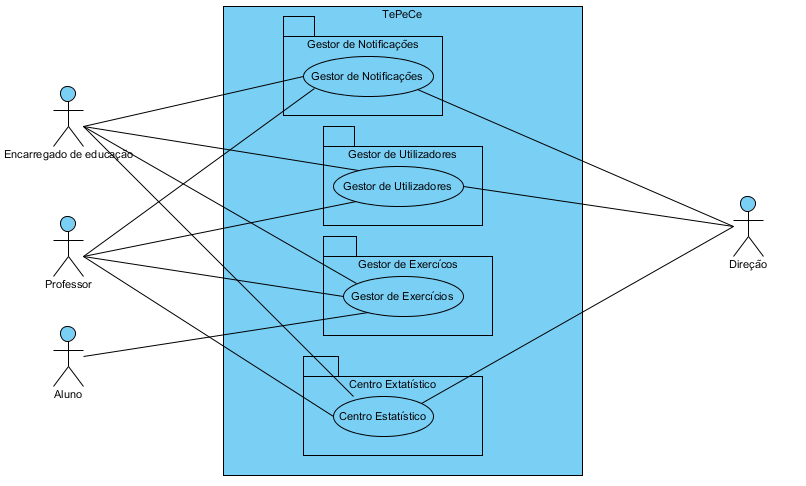 TePeCe
Gestor de Notificações
Gestor de Notificações
Encarregado de educação
Gestor de Utilizadores
Gestor de Utilizadores
Professor
Direção
Gestor de Exercícos
Gestor de Exercícios
Aluno
Centro Extatístico
Centro Estatístico